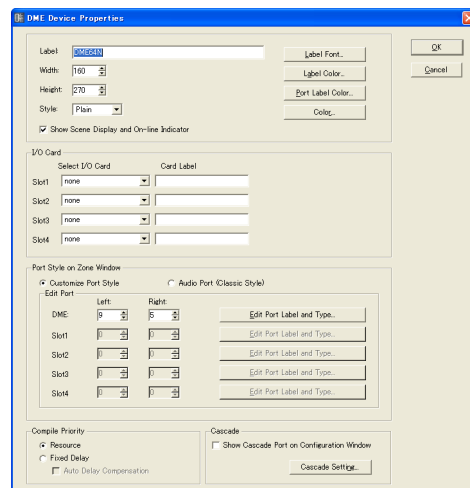 DME Device Properties
Label: DME64N
Width: 160
Height: 270
Style: Plain
Show Scene Display and On-line Indicator
Label Font..
Label Color..
Port Label Color..
Color..
OK
Cancel
I/O Card
Select I/O Card Card Label
Slot1 none
Slot2 none
Slot3 none
Slot4 none
Port Style on Zone Window
Customize Port Style Audio Port (Classic Style)
Edit Port
Left: Right:
DME: 9 5 Edit Port Label and Type..
Slot1 0 0 Edit Port Label and Type..
Slot2 0 0 Edit Port Label and Type..
Slot3 0 0 Edit Port Label and Type..
Slot4 0 0 Edit Port Label and Type..
Compile Priority
Resource
Fixed Delay
Auto Delay Compensation
Cascade
Show Cascade Port on Configuration Window
Cascade Setting..